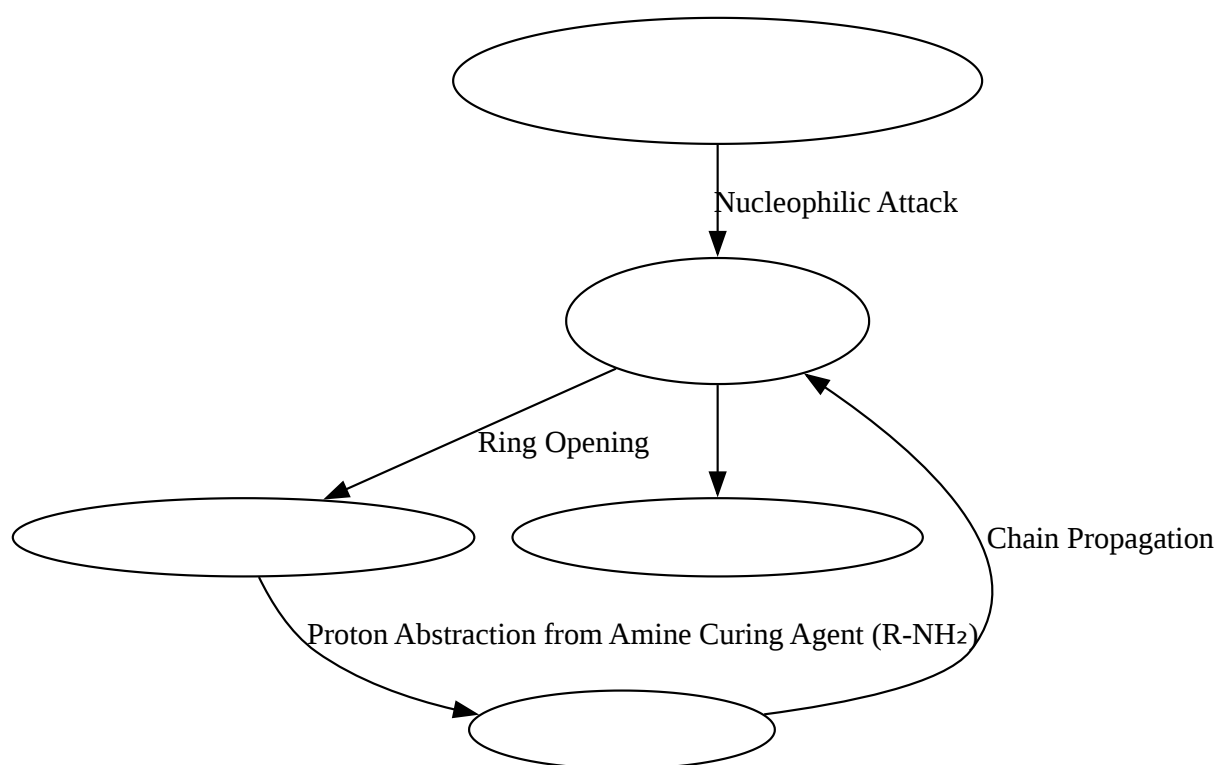 Nucleophilic Attack
Ring Opening
Chain Propagation
Proton Abstraction from Amine Curing Agent (R-NH₂)